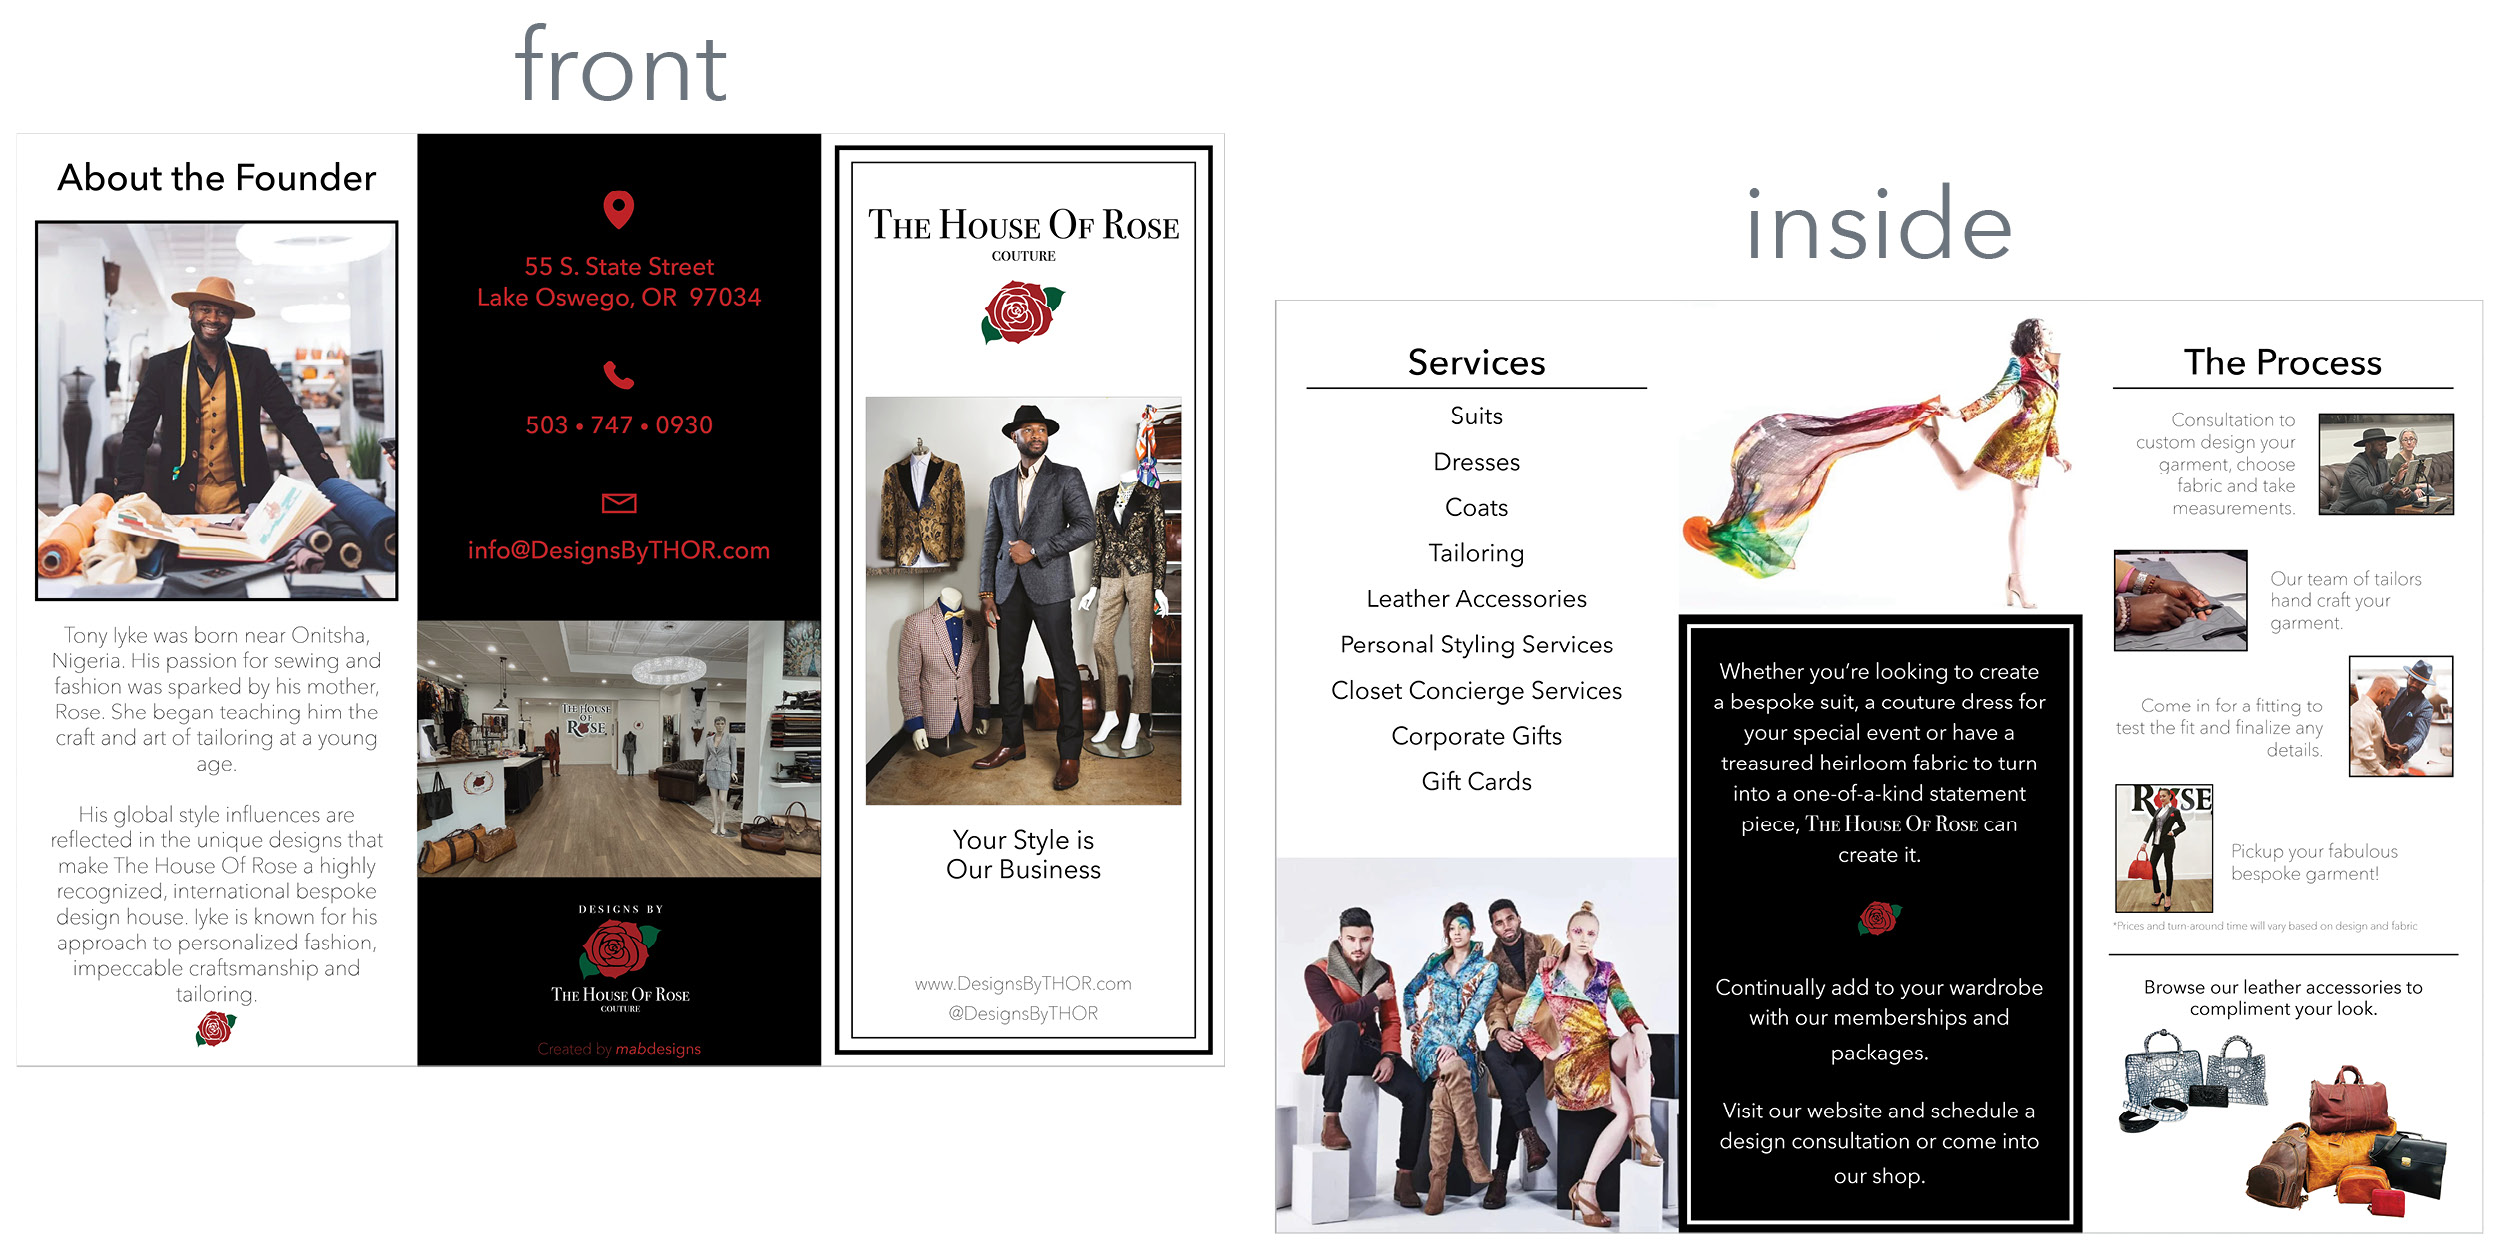 front
About the Founder
Tony Iyke was born near Onitsha,
Nigeria. His passion for sewing and
fashion was sparked by his mother,
Rose. She began teaching him the
craft and art of tailoring at a young
age.
His global style influences are
reflected in the unique designs that
make The House Of Rose a highly
recognized, international bespoke
design house. Iyke is known for his
approach to personalized fashion,
impeccable craftsmanship and
tailoring.
55 S. State Street
Lake Oswego, OR 97034
503 • 747 • 0930
info@DesignsByTHOR.com
THE HOUSE
OF
ROSE
DESIGNS BY
THE HOUSE OF ROSE
COUTURE
Created by mabdesigns
THE HOUSE OF ROSE
COUTURE
Your Style is
Our Business
www.DesignsByTHOR.com
@DesignsByTHOR
inside
Services
Suits
Dresses
Coats
Tailoring
Leather Accessories
Personal Styling Services
Closet Concierge Services
Corporate Gifts
Gift Cards
Whether you're looking to create
a bespoke suit, a couture dress for
your special event or have a
treasured heirloom fabric to turn
into a one-of-a-kind statement
piece, THE HOUSE OF ROSE can
create it.
Continually add to your wardrobe
with our memberships and
packages.
Visit our website and schedule a
design consultation or come into
our shop.
The Process
Consultation to
custom design your
garment, choose
fabric and take
measurements.
Our team of tailors
hand craft your
garment.
Come in for a fitting to
test the fit and finalize any
details.
ROSE
Pickup your fabulous
bespoke garment!
*Prices and turn-around time will vary based on design and fabric
Browse our leather accessories to
compliment your look.